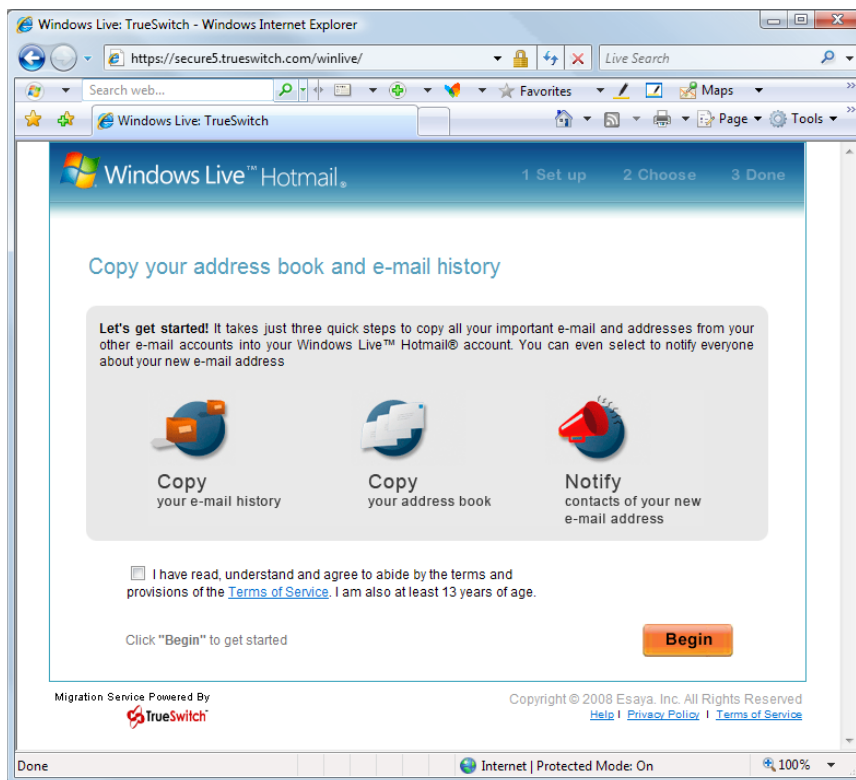 Windows Live: TrueSwitch - Windows Internet Explorer
https://secure5.trueswitch.com/winlive/
Live Search
Search web...
Favorites
Maps
Windows Live: TrueSwitch
Page
Tools
Windows Live™ Hotmail®
1 Set up 2 Choose 3 Done
Copy your address book and e-mail history
Let's get started! It takes just three quick steps to copy all your important e-mail and addresses from your
other e-mail accounts into your Windows Live™ Hotmail® account. You can even select to notify everyone
about your new e-mail address
Copy
your e-mail history
Copy
your address book
Notify
contacts of your new
e-mail address
I have read, understand and agree to abide by the terms and
provisions of the Terms of Service. I am also at least 13 years of age.
Click "Begin" to get started
Begin
Migration Service Powered By
TrueSwitch
Copyright © 2008 Esaya. Inc. All Rights Reserved
Help | Privacy Policy | Terms of Service
Done
Internet | Protected Mode: On
100%